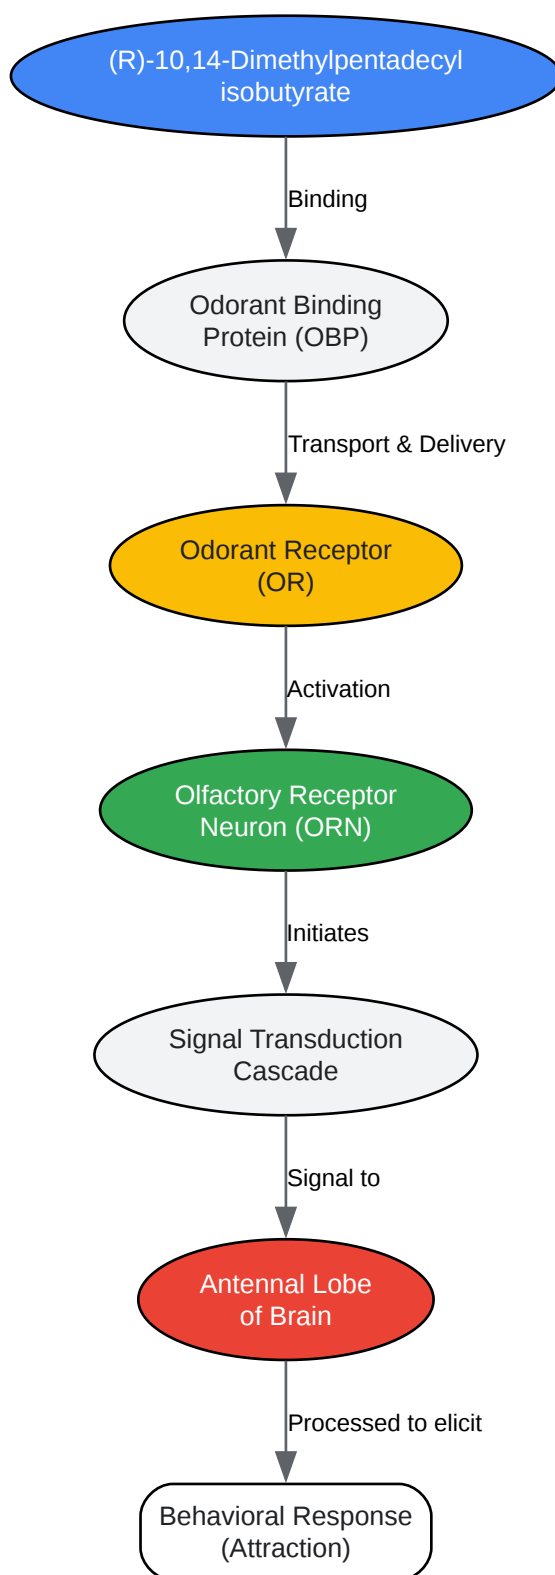 (R)-10,14-Dimethylpentadecyl
isobutyrate
Binding
Odorant Binding
Protein (OBP)
Transport & Delivery
Odorant Receptor
(OR)
Activation
Olfactory Receptor
Neuron (ORN)
Initiates
Signal Transduction
Cascade
Signal to
Antennal Lobe
of Brain
Processed to elicit
Behavioral Response
(Attraction)